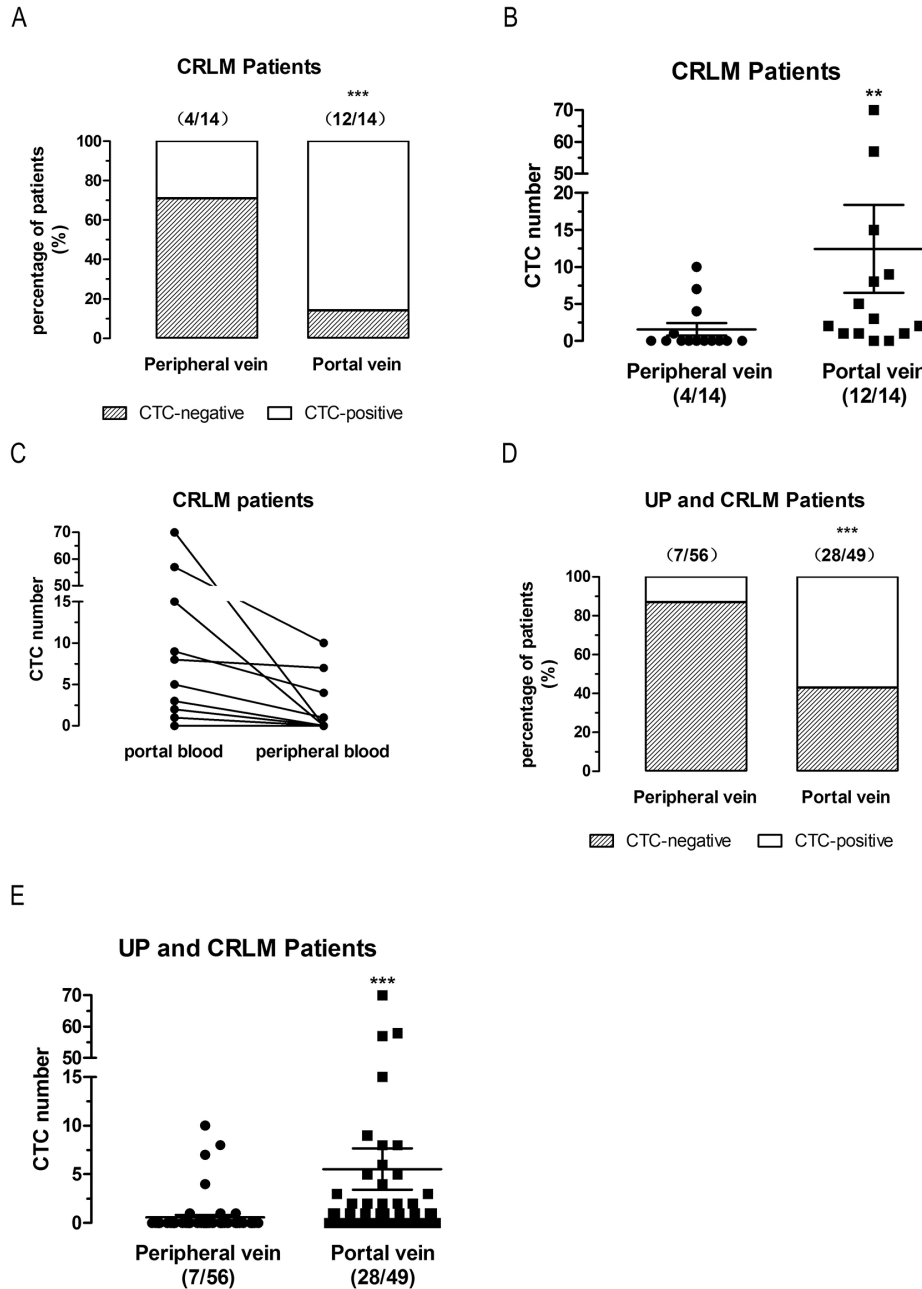 A
CRLM Patients
***
（4/14）
（12/14）
100
80
60
40
20
0
percentage of patients
(%)
Peripheral vein
Portal vein
CTC-negative
CTC-positive
B
CRLM Patients
**
70
60
50
20
15
10
5
0
CTC number
Peripheral vein
(4/14)
Portal vein
(12/14)
C
CRLM patients
70
60
50
15
10
5
0
CTC number
portal blood
peripheral blood
D
UP and CRLM Patients
***
（7/56）
（28/49）
100
80
60
40
20
0
percentage of patients
(%)
Peripheral vein
Portal vein
CTC-negative
CTC-positive
E
UP and CRLM Patients
***
70
60
50
15
10
5
0
CTC number
Peripheral vein
(7/56)
Portal vein
(28/49)